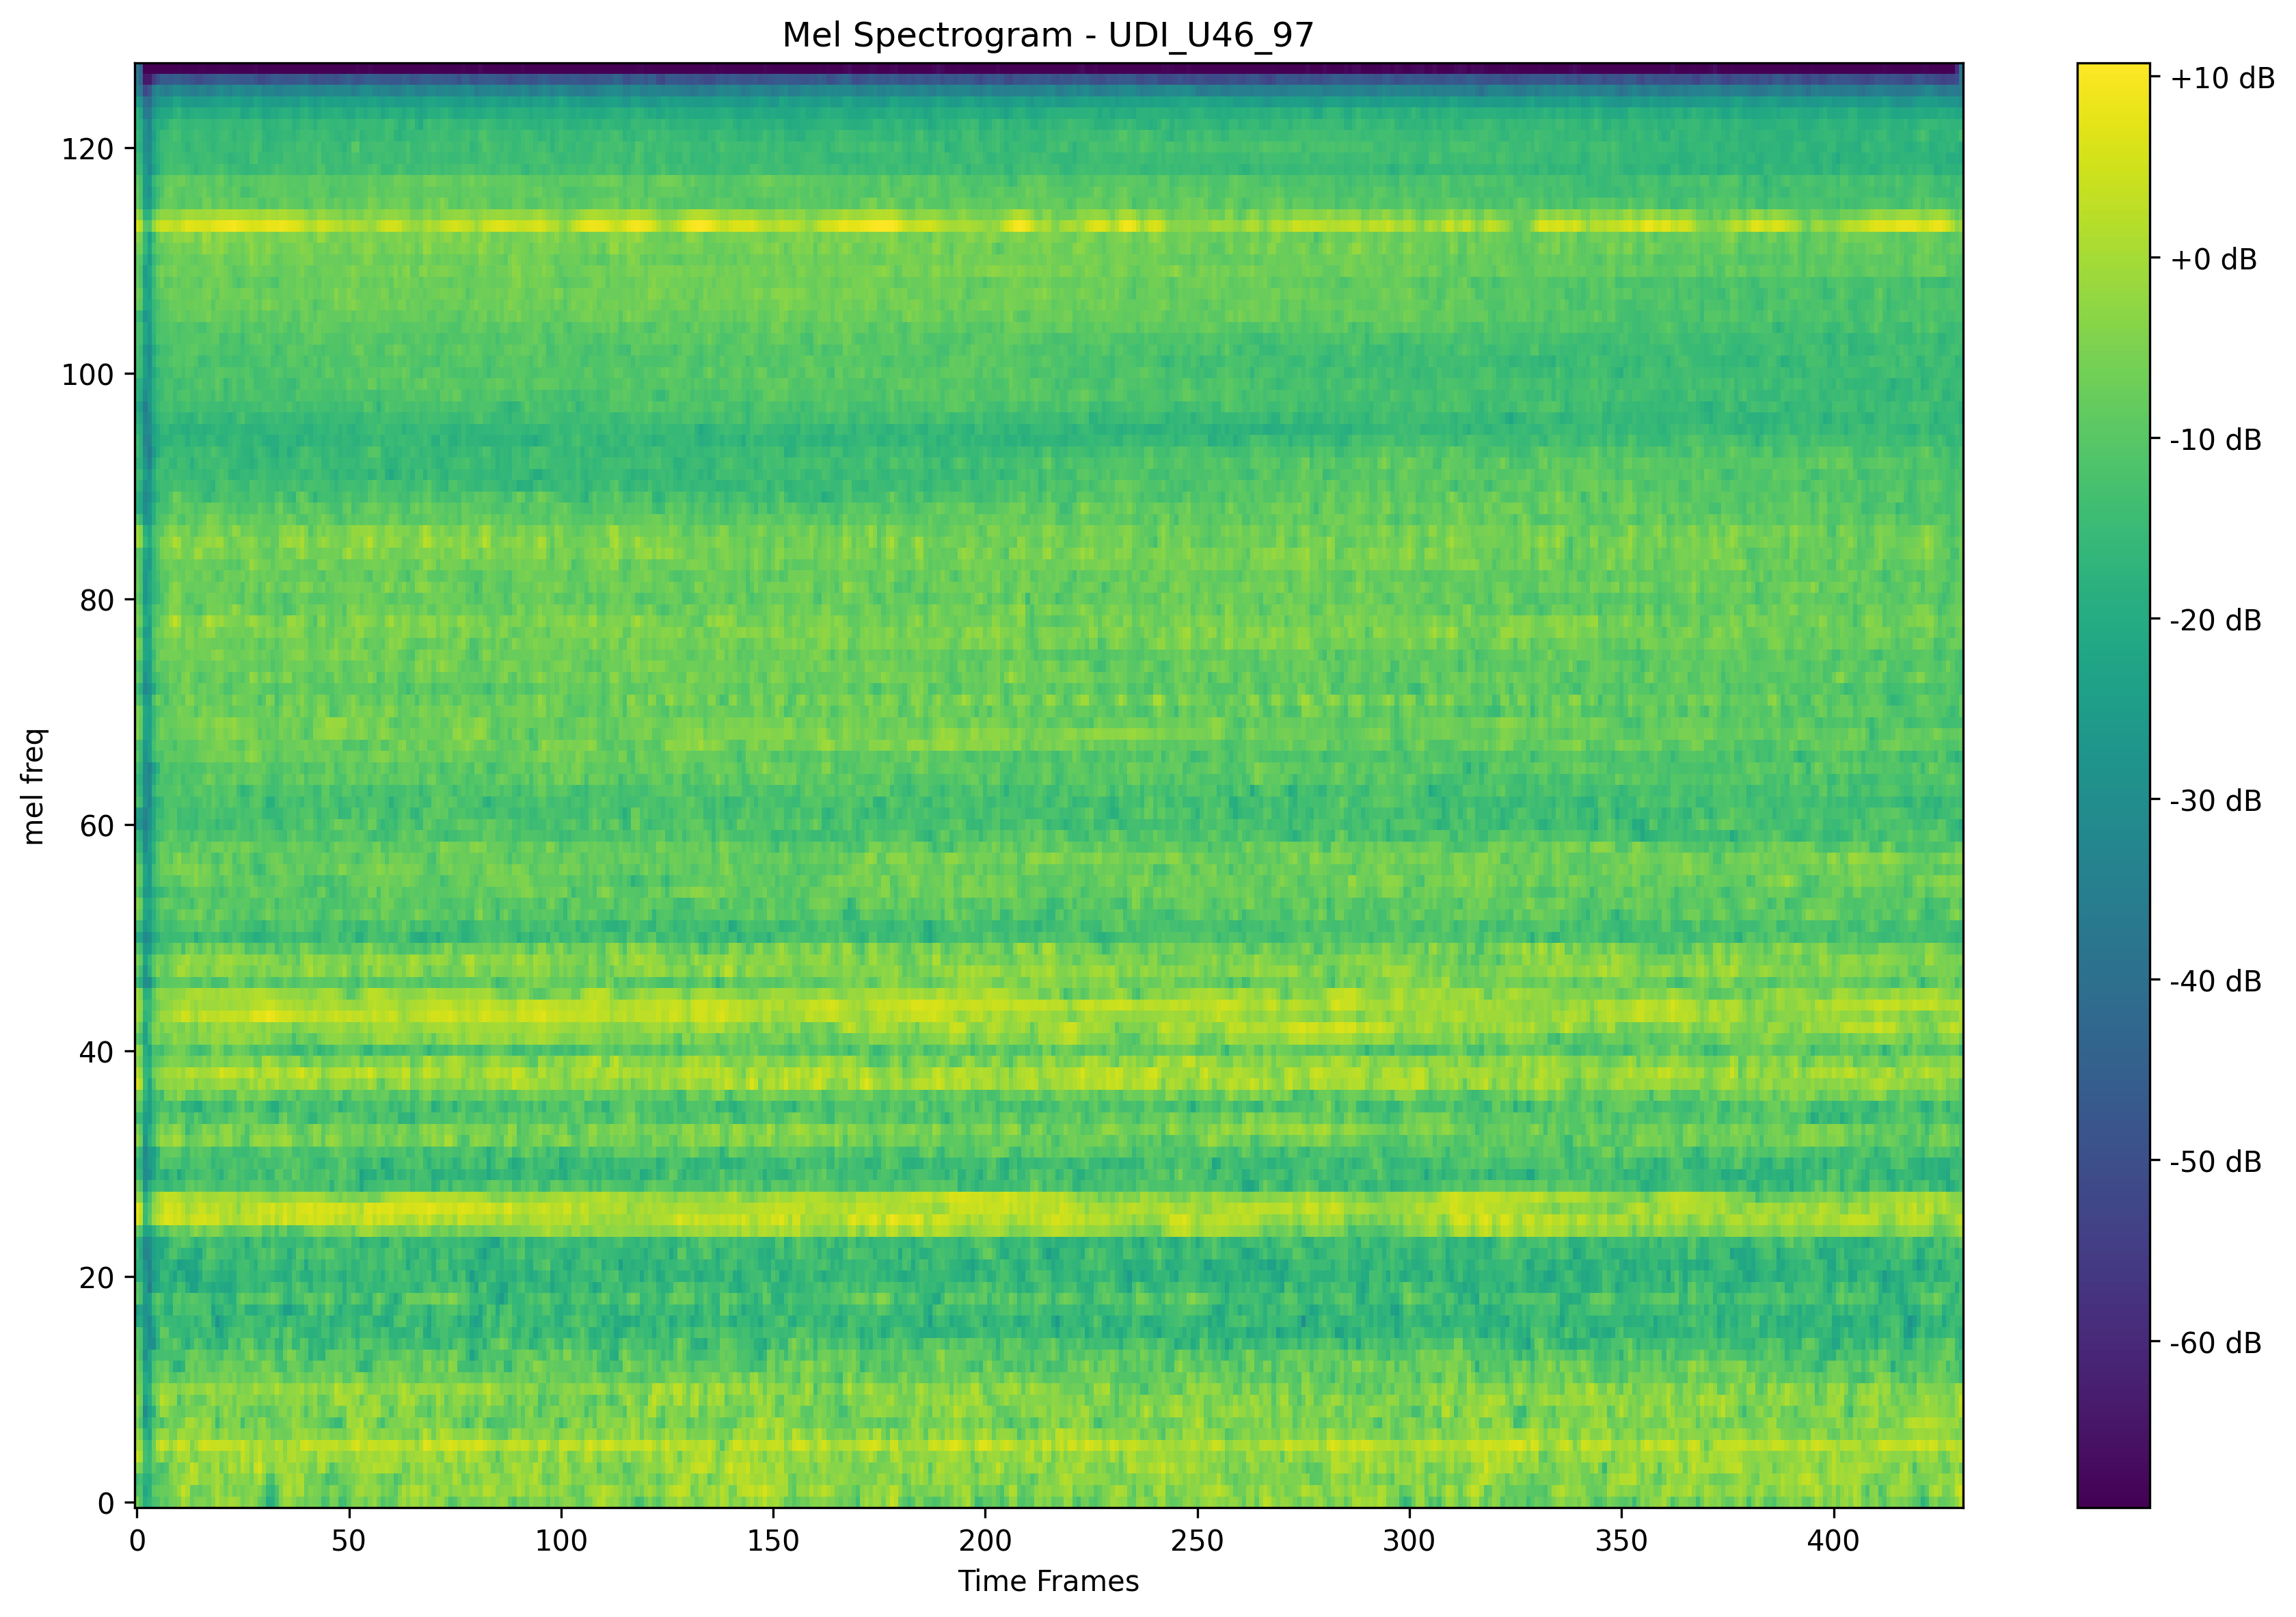 Mel Spectrogram - UDI_U46_97
mel freq
120
100
80
60
40
20
0
0 50 100 150 200 250 300 350 400
Time Frames
+10 dB
+0 dB
-10 dB
-20 dB
-30 dB
-40 dB
-50 dB
-60 dB